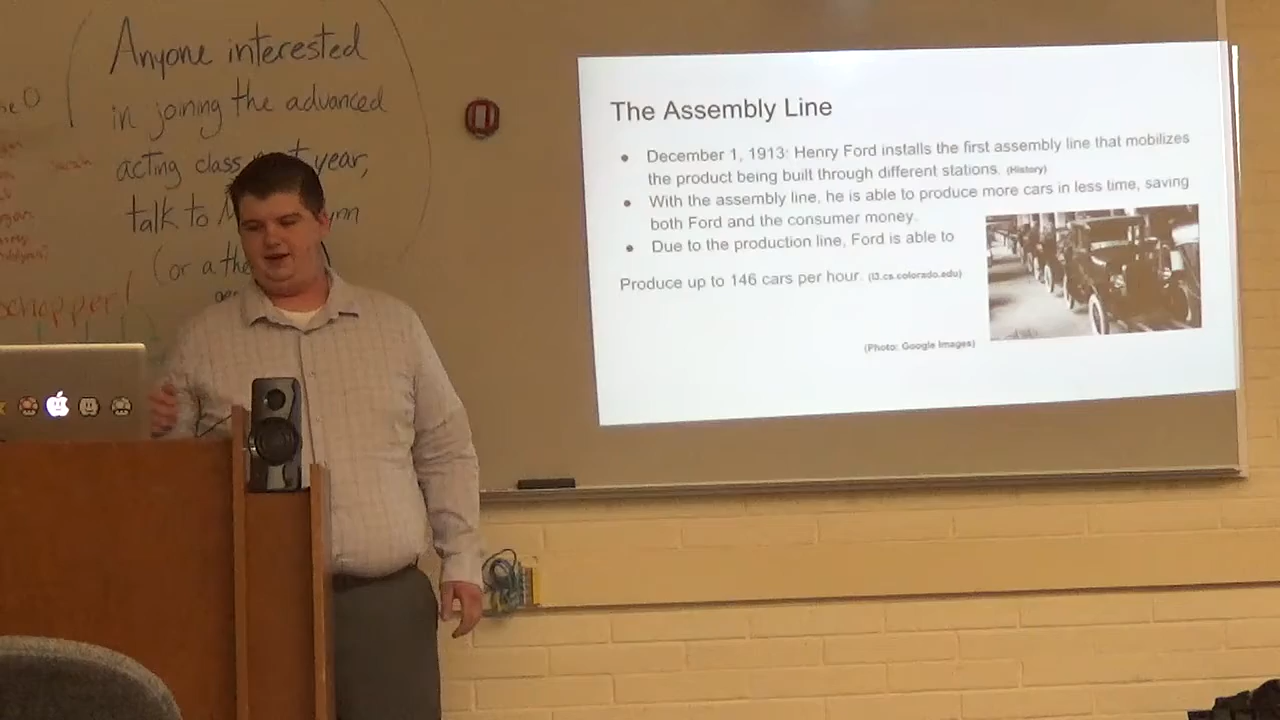 Anyone interested
in joining the advanced
acting class year,
talk to
(or a
Sarah
chopper!
The Assembly Line
● December 1, 1913: Henry Ford installs the first assembly line that mobilizes
the product being built through different stations. (History)
● With the assembly line, he is able to produce more cars in less time, saving
both Ford and the consumer money.
● Due to the production line, Ford is able to
Produce up to 146 cars per hour. (l3.cs.colorado.edu)
(Photo: Google Images)